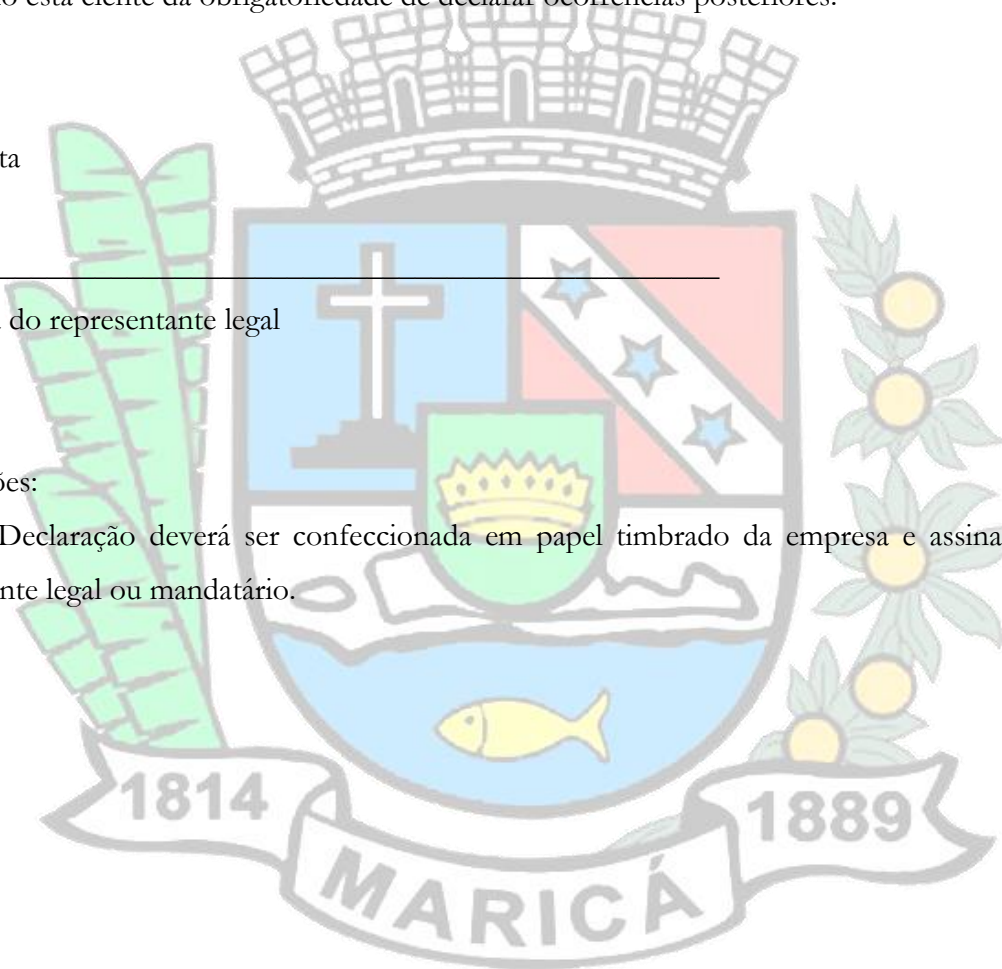 o está ciente da obrigatoriedade de declarar ocorrências posteriores.
ta
do representante legal
ões:
Declaração deverá ser confeccionada em papel timbrado da empresa e assina
nte legal ou mandatário.
1814
1889
MARICÁ